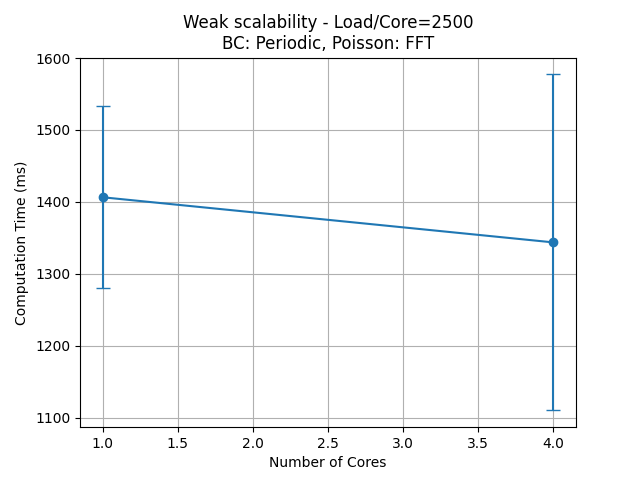 Weak scalability - Load/Core=2500
BC: Periodic, Poisson: FFT
1600
1500
1400
1300
1200
1100
Computation Time (ms)
1.0 1.5 2.0 2.5 3.0 3.5 4.0
Number of Cores